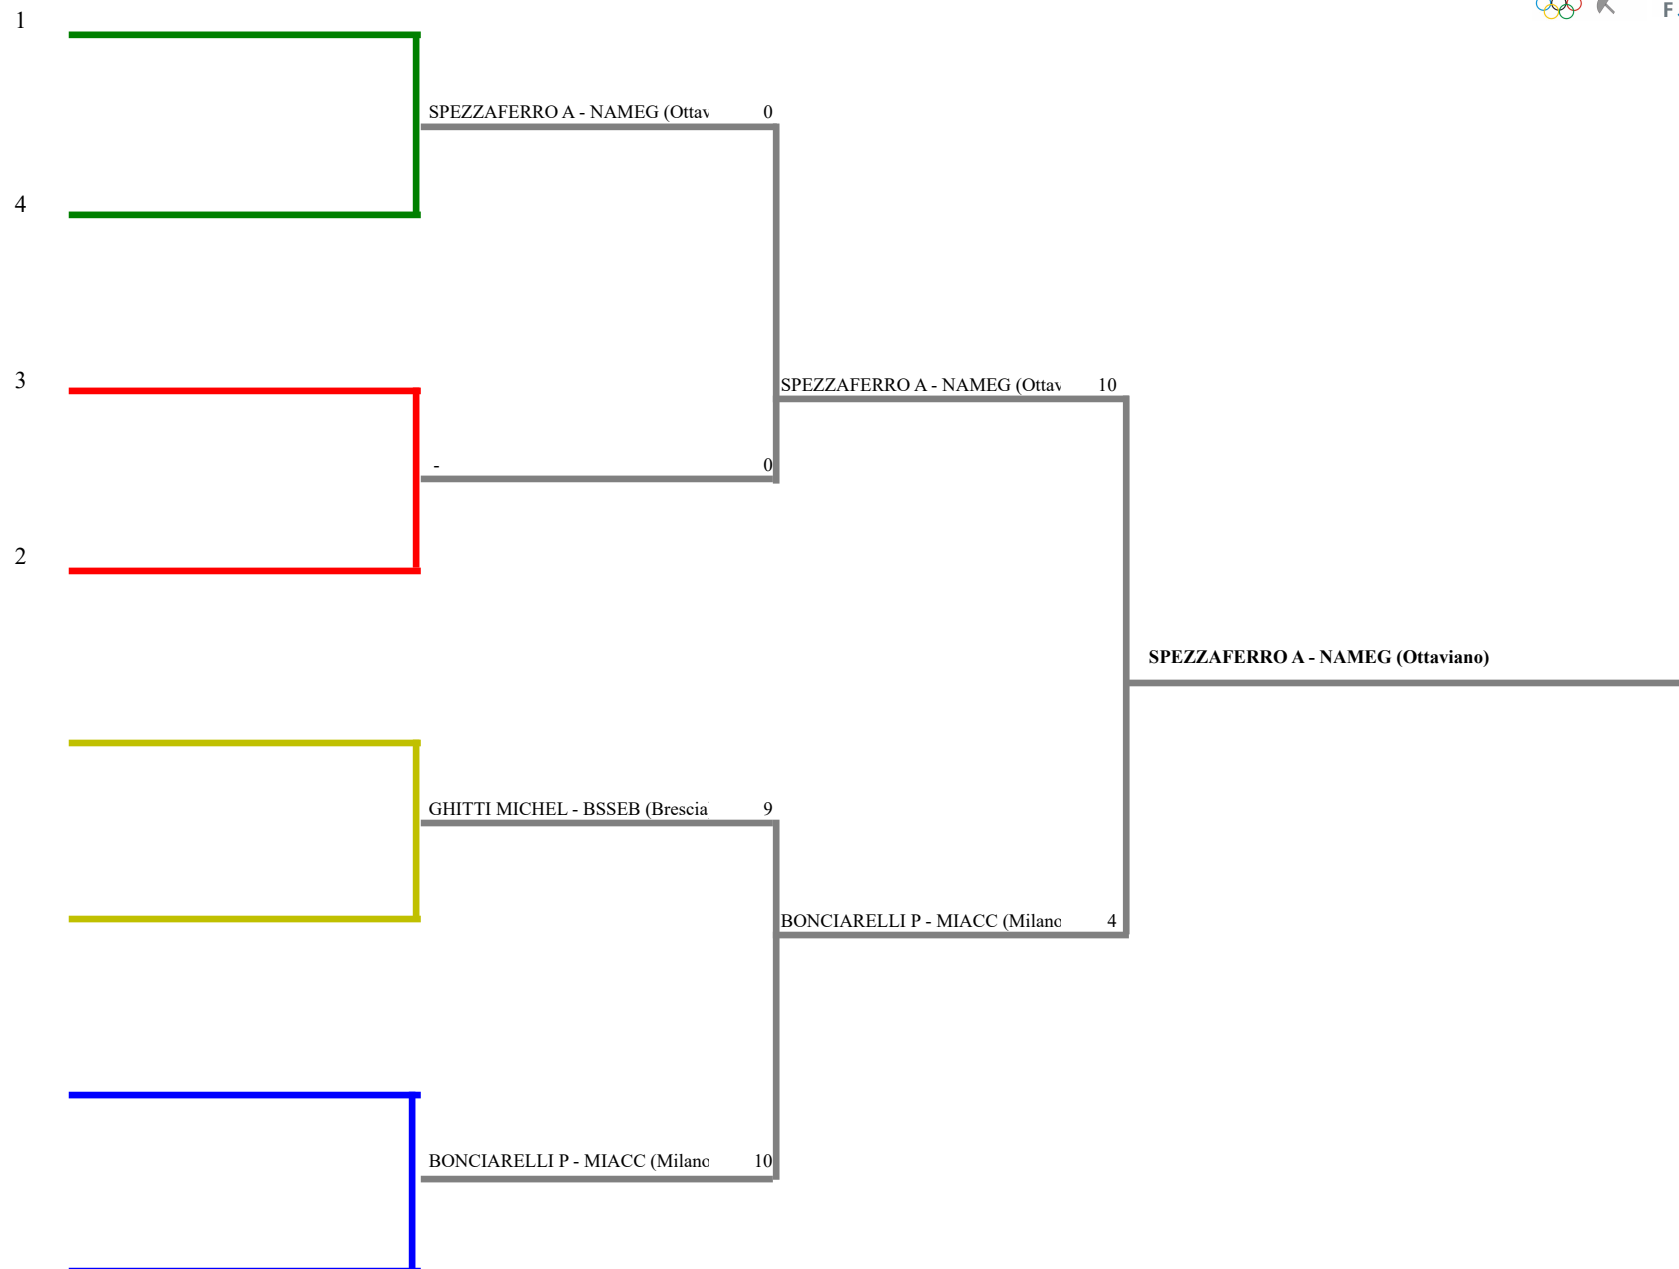 1
SPEZZAFERRO A - NAMEG (Ottav 0
4
3
SPEZZAFERRO A - NAMEG (Ottav 10
- 0
2
SPEZZAFERRO A - NAMEG (Ottaviano)
GHITTI MICHEL - BSSEB (Brescia 9
BONCIARELLI P - MIACC (Milano 4
BONCIARELLI P - MIACC (Milano 10
F